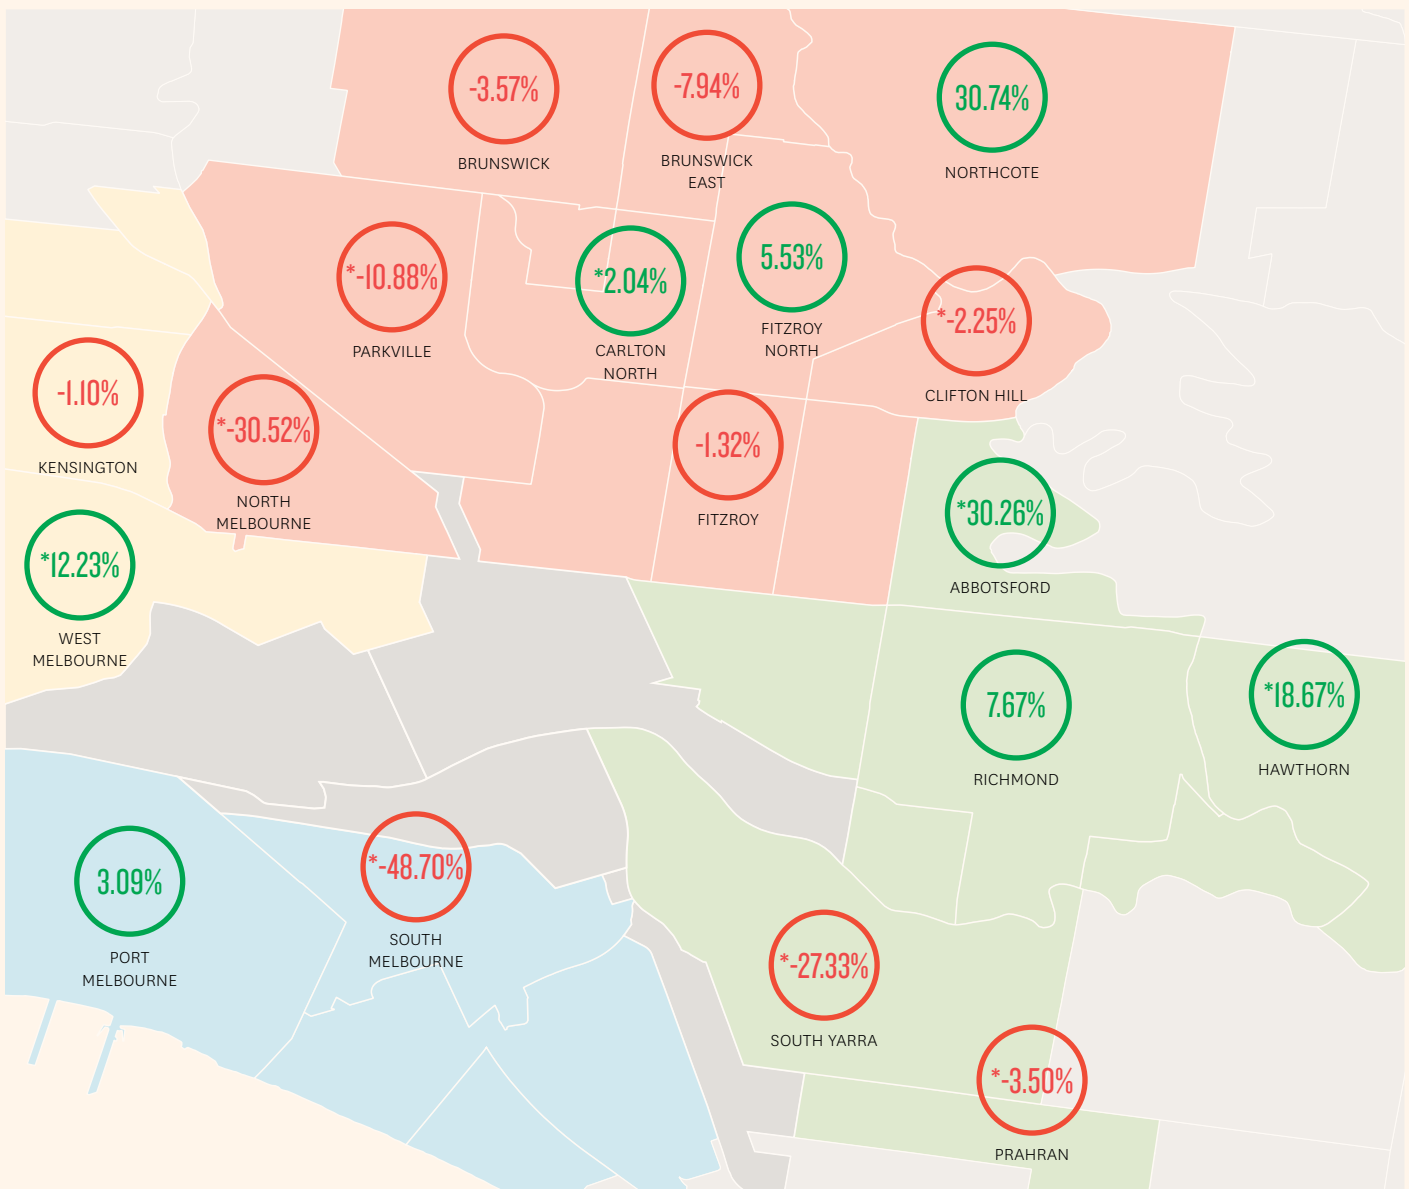 -3.57%
BRUNSWICK
-7.94%
BRUNSWICK
EAST
30.74%
NORTHCOTE
*-10.88%
PARKVILLE
*2.04%
CARLTON
NORTH
5.53%
FITZROY
NORTH
*-2.25%
CLIFTON HILL
-1.10%
KENSINGTON
*-30.52%
NORTH
MELBOURNE
-1.32%
FITZROY
*30.26%
ABBOTSFORD
*12.23%
WEST
MELBOURNE
7.67%
RICHMOND
*18.67%
HAWTHORN
3.09%
PORT
MELBOURNE
*-48.70%
SOUTH
MELBOURNE
*-27.33%
SOUTH YARRA
*-3.50%
PRAHRAN